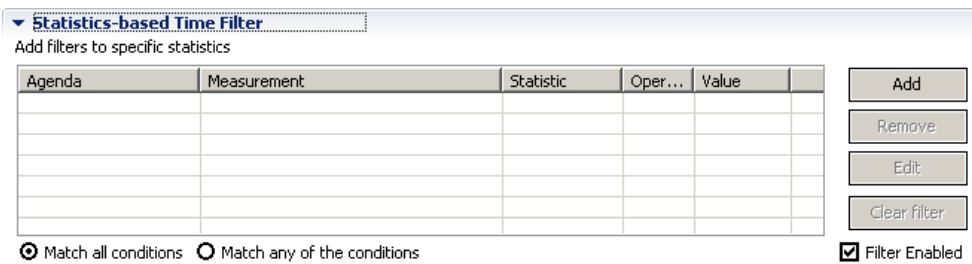 Statistics-based Time Filter
Add filters to specific statistics
Agenda Measurement Statistic Oper... Value
Add
Remove
Edit
Clear filter
Match all conditions Match any of the conditions Filter Enabled